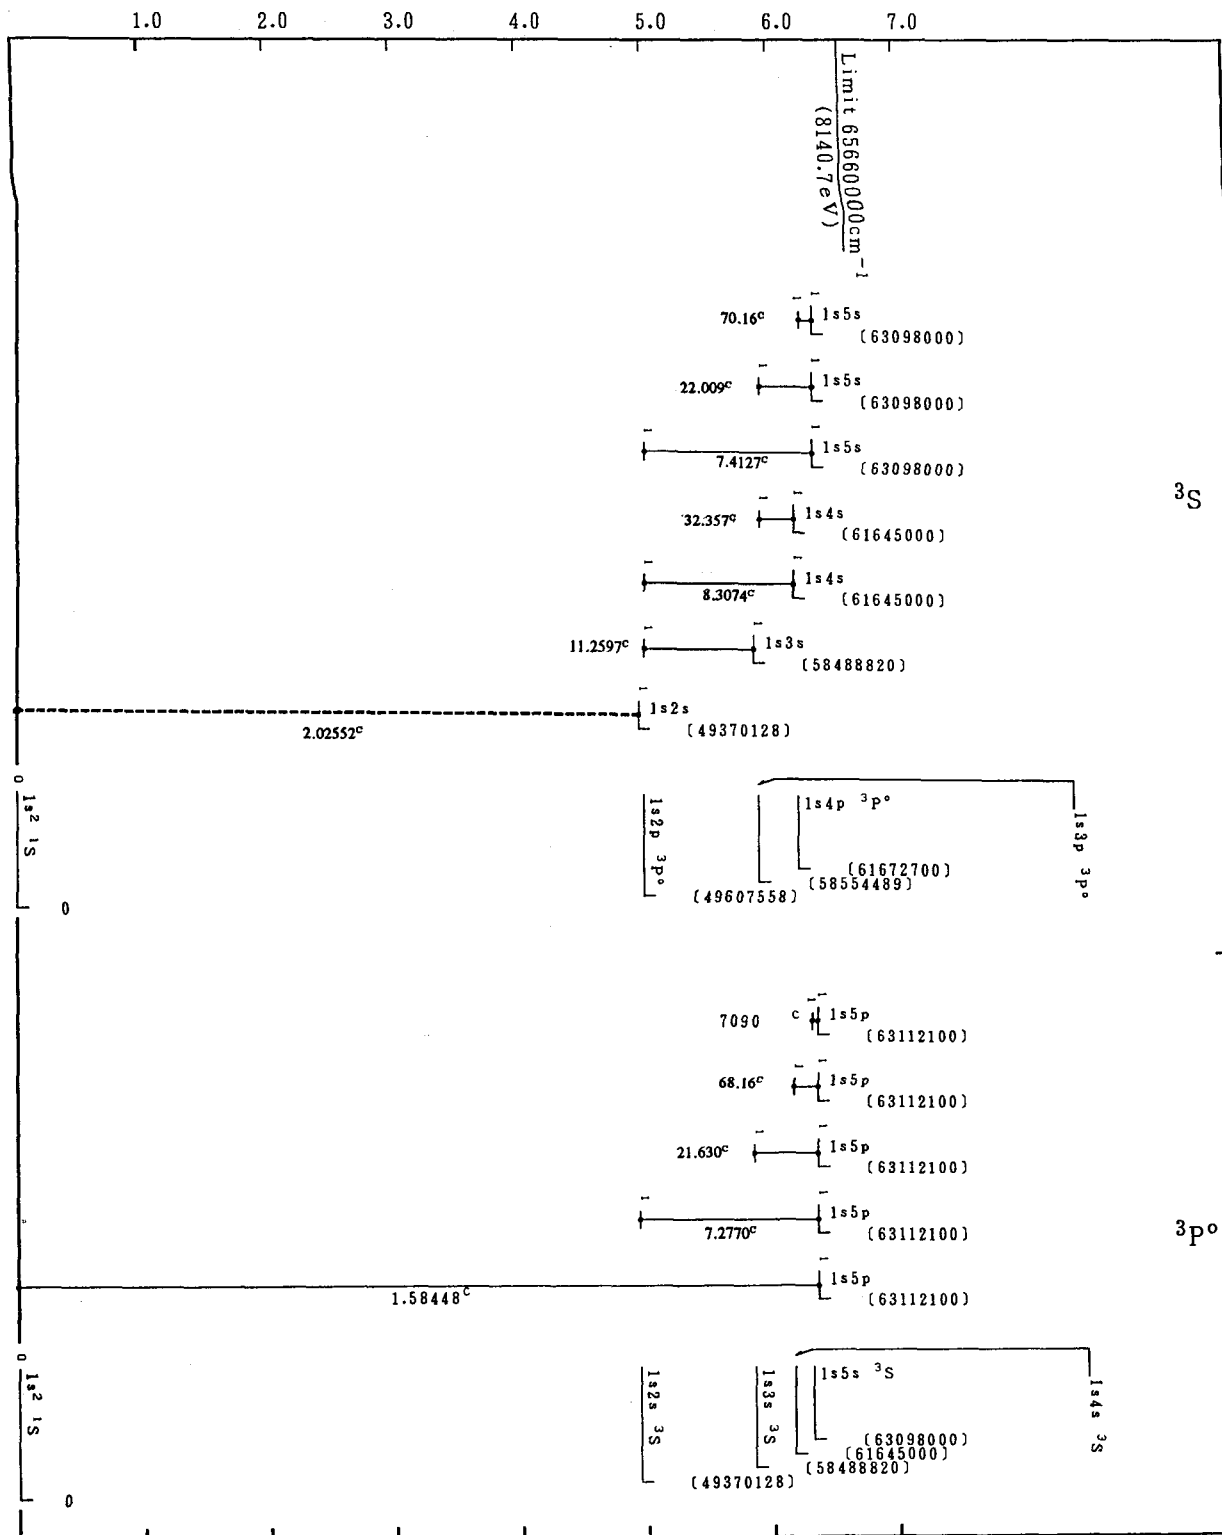 1.0 2.0 3.0 4.0 5.0 6.0 7.0
Limit 65660000cm⁻¹
(8140.7eV)
70.16ᶜ 1s5s
(63098000)
22.009ᶜ 1s5s
(63098000)
7.4127ᶜ 1s5s
(63098000)
³S
32.357ᶜ 1s4s
(61645000)
8.3074ᶜ 1s4s
(61645000)
11.2597ᶜ 1s3s
(58488820)
2.02552ᶜ 1s2s
(49370128)
0
1s² ¹S
0
1s2p ³P°
(49607558)
1s4p ³P°
(61672700)
(58554489)
1s3p ³P°
7090 c 1s5p
(63112100)
68.16ᶜ 1s5p
(63112100)
21.630ᶜ 1s5p
(63112100)
7.2770ᶜ 1s5p
(63112100)
³P°
1.58448ᶜ 1s5p
(63112100)
0
1s² ¹S
0
1s2s ³S
(49370128)
1s3s ³S
(58488820)
1s5s ³S
(63098000)
(61645000)
1s4s ³S